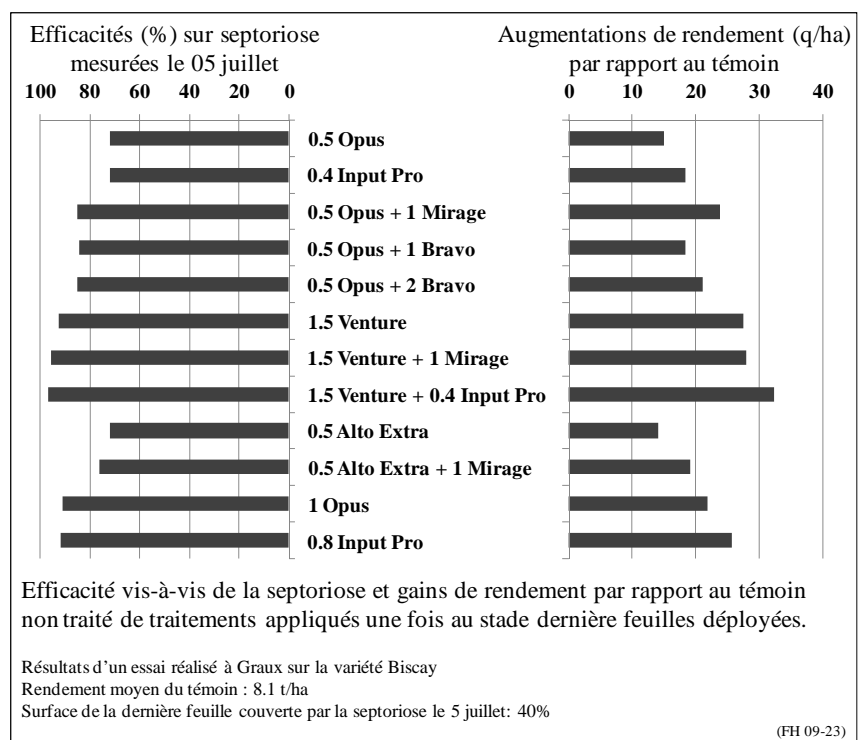 Efficacités (%) sur septoriose
mesurées le 05 juillet
100 80 60 40 20 0
Augmentations de rendement (q/ha)
par rapport au témoin
0 10 20 30 40
0.5 Opus
0.4 Input Pro
0.5 Opus + 1 Mirage
0.5 Opus + 1 Bravo
0.5 Opus + 2 Bravo
1.5 Venture
1.5 Venture + 1 Mirage
1.5 Venture + 0.4 Input Pro
0.5 Alto Extra
0.5 Alto Extra + 1 Mirage
1 Opus
0.8 Input Pro
Efficacité vis-à-vis de la septoriose et gains de rendement par rapport au témoin
non traité de traitements appliqués une fois au stade dernière feuilles déployées.
Résultats d'un essai réalisé à Graux sur la variété Biscay
Rendement moyen du témoin : 8.1 t/ha
Surface de la dernière feuille couverte par la septoriose le 5 juillet: 40%
(FH 09-23)